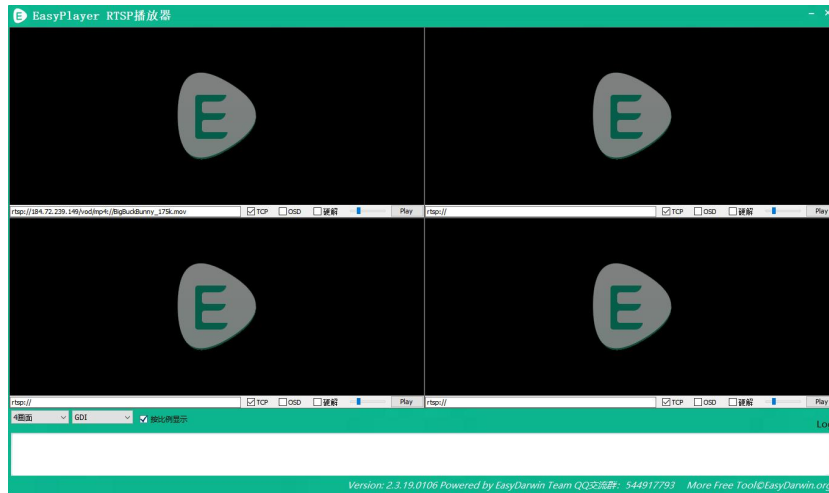 EasyPlayer RTSP播放器
E
E
rtsp://184.72.239.149/vod/mp4://BigBuckBunny_175k.mov TCP OSD 硬解 Play
rtsp:// TCP OSD 硬解 Play
E
E
rtsp:// TCP OSD 硬解 Play
rtsp:// TCP OSD 硬解 Play
4画面 GDI 按比例显示
Lo
Version: 2.3.19.0106 Powered by EasyDarwin Team QQ交流群: 544917793 More Free Tool@EasyDarwin.org